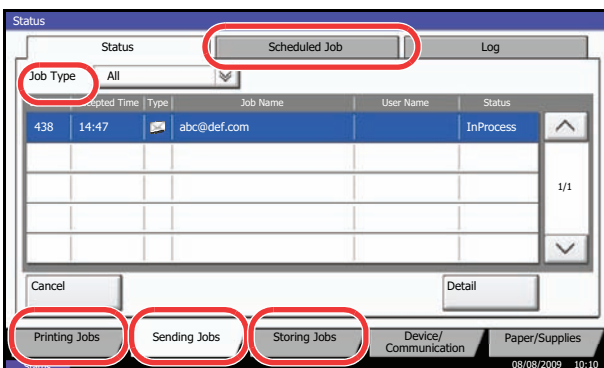 Status
Status Scheduled Job Log
Job Type All
Accepted Time Type Job Name User Name Status
438 14:47 abc@def.com InProcess
1/1
Cancel Detail
Printing Jobs Sending Jobs Storing Jobs Device/ Communication Paper/Supplies
Status 08/08/2009 10:10